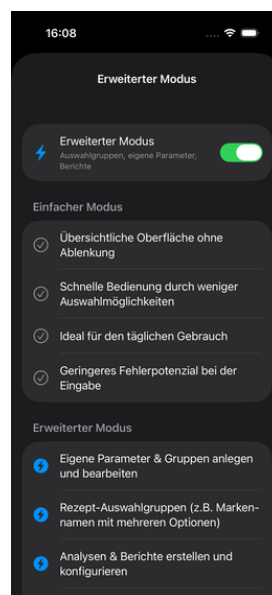 16:08
Erweiterter Modus
Erweiterter Modus
Auswahlgruppen, eigene Parameter,
Berichte
Einfacher Modus
Übersichtliche Oberfläche ohne
Ablenkung
Schnelle Bedienung durch weniger
Auswahlmöglichkeiten
Ideal für den täglichen Gebrauch
Geringeres Fehlerpotenzial bei der
Eingabe
Erweiterter Modus
Eigene Parameter & Gruppen anlegen
und bearbeiten
Rezept-Auswahlgruppen (z.B. Marken-
namen mit mehreren Optionen)
Analysen & Berichte erstellen und
konfigurieren